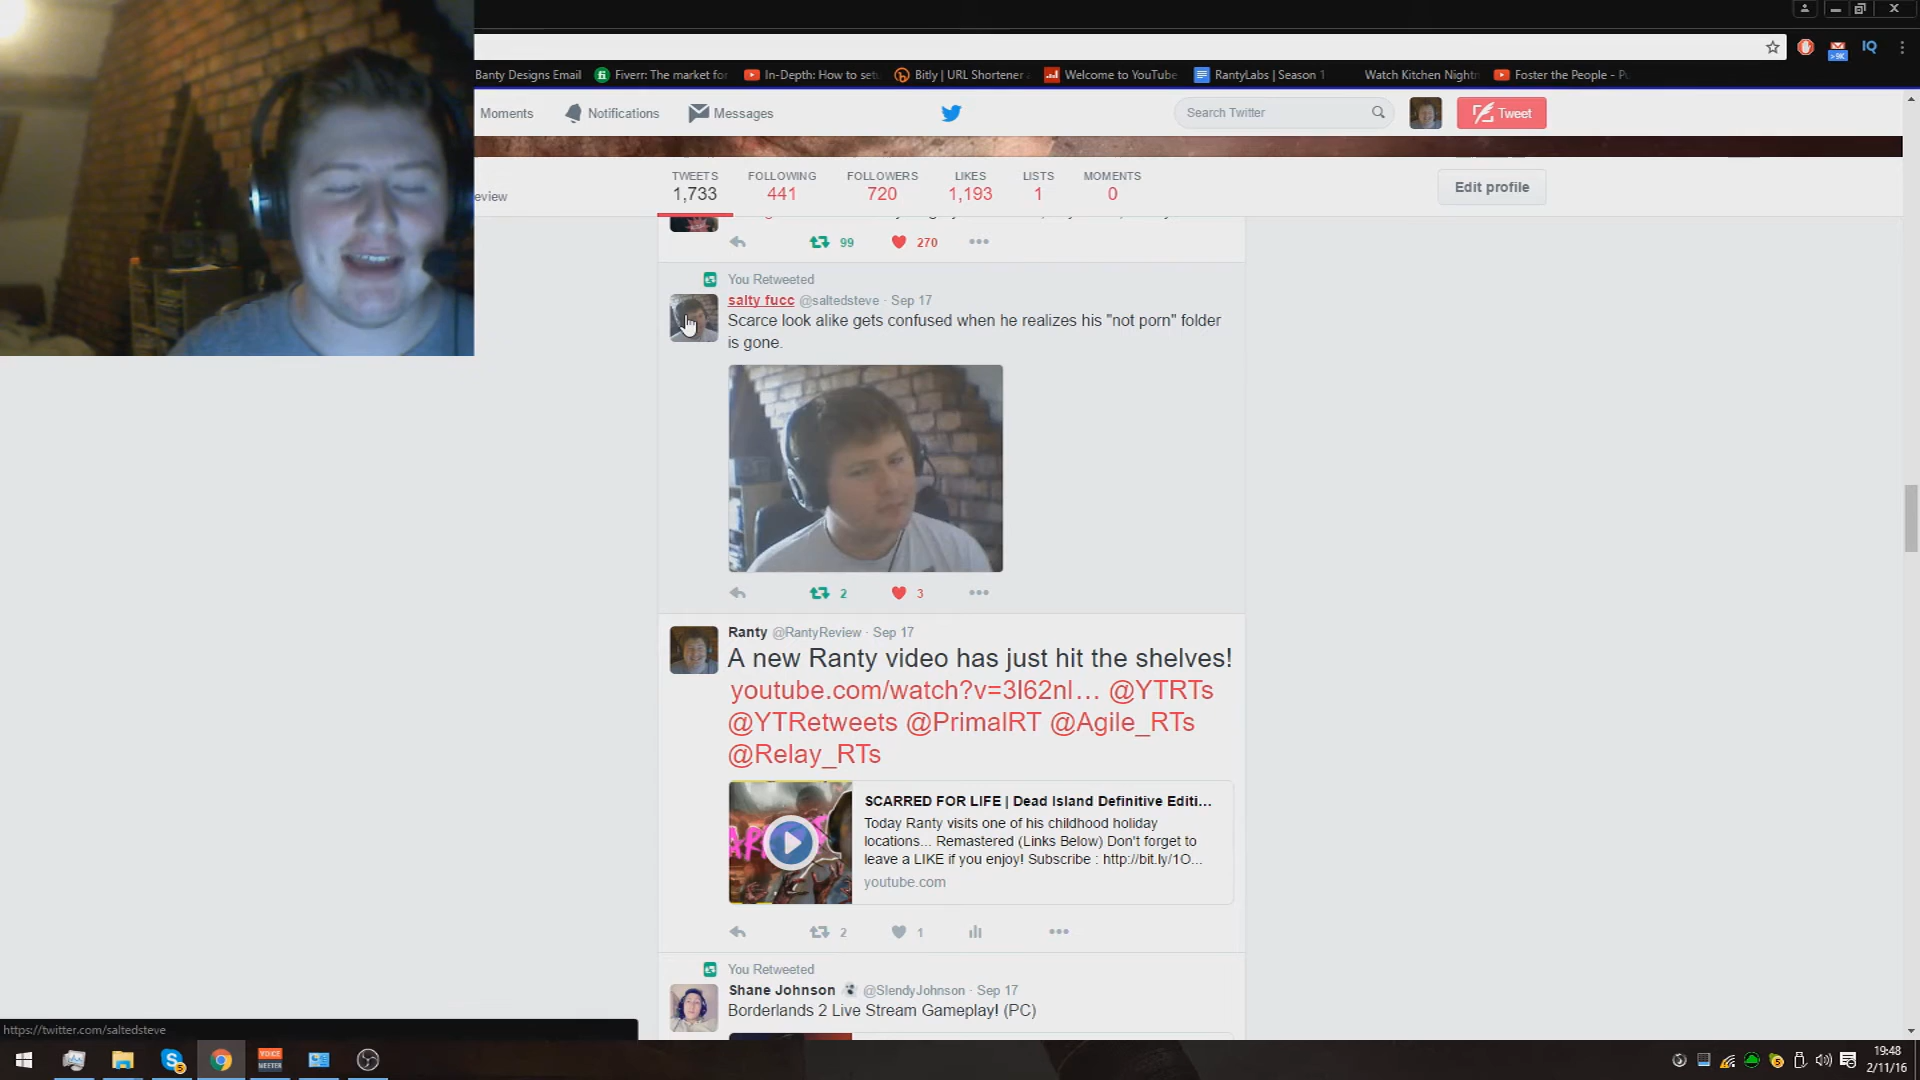 IQ
>9K
Banty Designs Email
Fiverr: The market for
In-Depth: How to set
Bitly | URL Shortener
Welcome to YouTube
RantyLabs | Season 1
Watch Kitchen Nightm
Foster the People - Pu
Moments
Notifications
Messages
Search Twitter
Tweet
eview
TWEETS
1,733
FOLLOWING
441
FOLLOWERS
720
LIKES
1,193
LISTS
1
MOMENTS
0
Edit profile
99
270
You Retweeted
salty fucc @saltedsteve · Sep 17
Scarce look alike gets confused when he realizes his "not porn" folder
is gone.
2
3
Ranty @RantyReview · Sep 17
A new Ranty video has just hit the shelves!
youtube.com/watch?v=3l62nl… @YTRTs
@YTRetweets @PrimalRT @Agile_RTs
@Relay_RTs
SCARRED FOR LIFE | Dead Island Definitive Editi...
Today Ranty visits one of his childhood holiday
locations... Remastered (Links Below) Don't forget to
leave a LIKE if you enjoy! Subscribe : http://bit.ly/1O...
youtube.com
2
1
You Retweeted
Shane Johnson @SlendyJohnson · Sep 17
Borderlands 2 Live Stream Gameplay! (PC)
https://twitter.com/saltedsteve
5
VOICE
MEETER
19:48
2/11/16